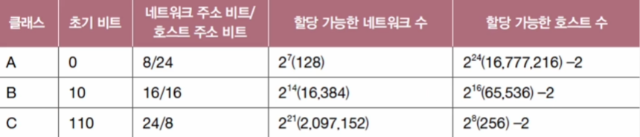 클래스 초기 비트 네트워크 주소 비트/ 호스트 주소 비트 할당 가능한 네트워크 수 할당 가능한 호스트 수
A 0 8/24 2⁷(128) 2²⁴(16,777,216) –2
B 10 16/16 2¹⁴(16,384) 2¹⁶(65,536) –2
C 110 24/8 2²¹(2,097,152) 2⁸(256) –2